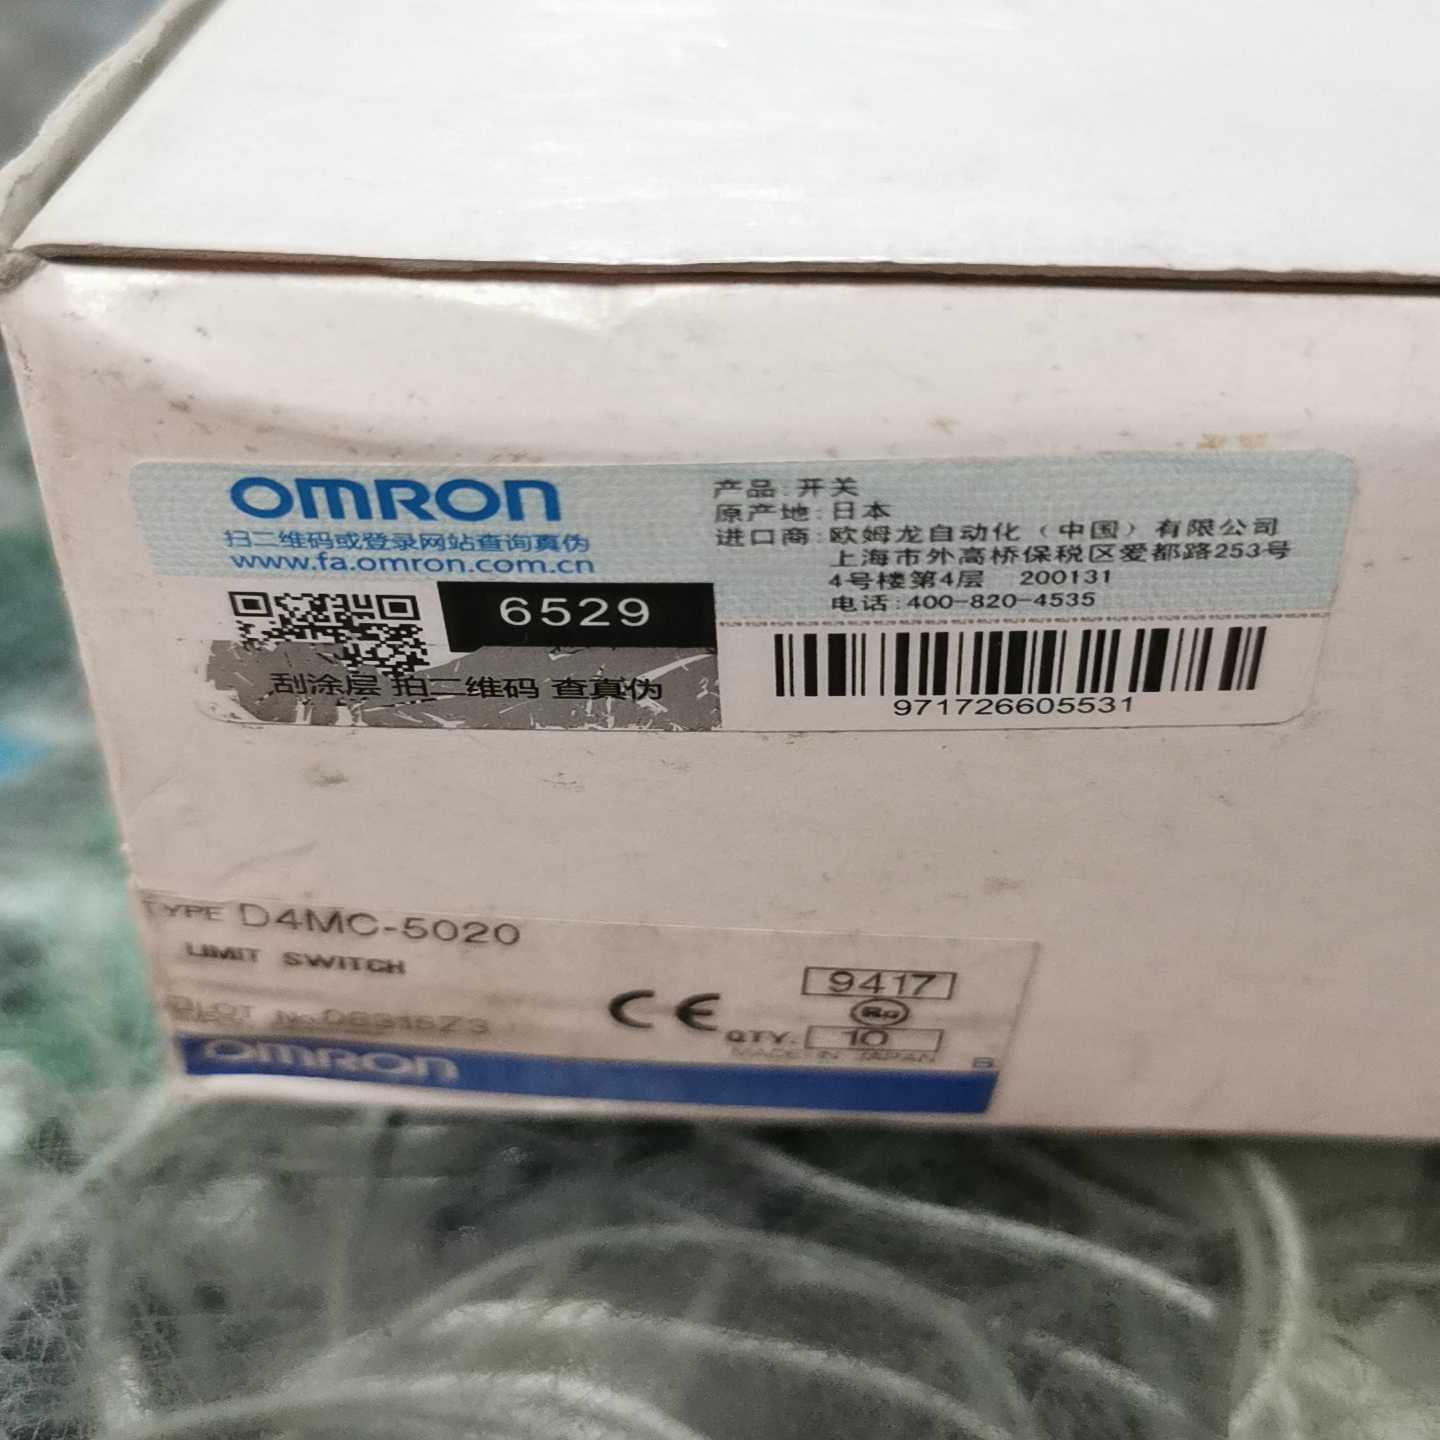 OMRON
扫二维码或登录网站查询真伪
www.fa.omron.com.cn
6529
刮涂层 拍二维码 查真伪
产品:开关
原产地:日本
进口商:欧姆龙自动化(中国)有限公司
上海市外高桥保税区爱都路253号
4号楼第4层 200131
电话:400-820-4535
971726605531
TYPE D4MC-5020
LIMIT SWITCH
LOT No.
CE
9417
QTY. 10
MADE IN JAPAN
OMRON